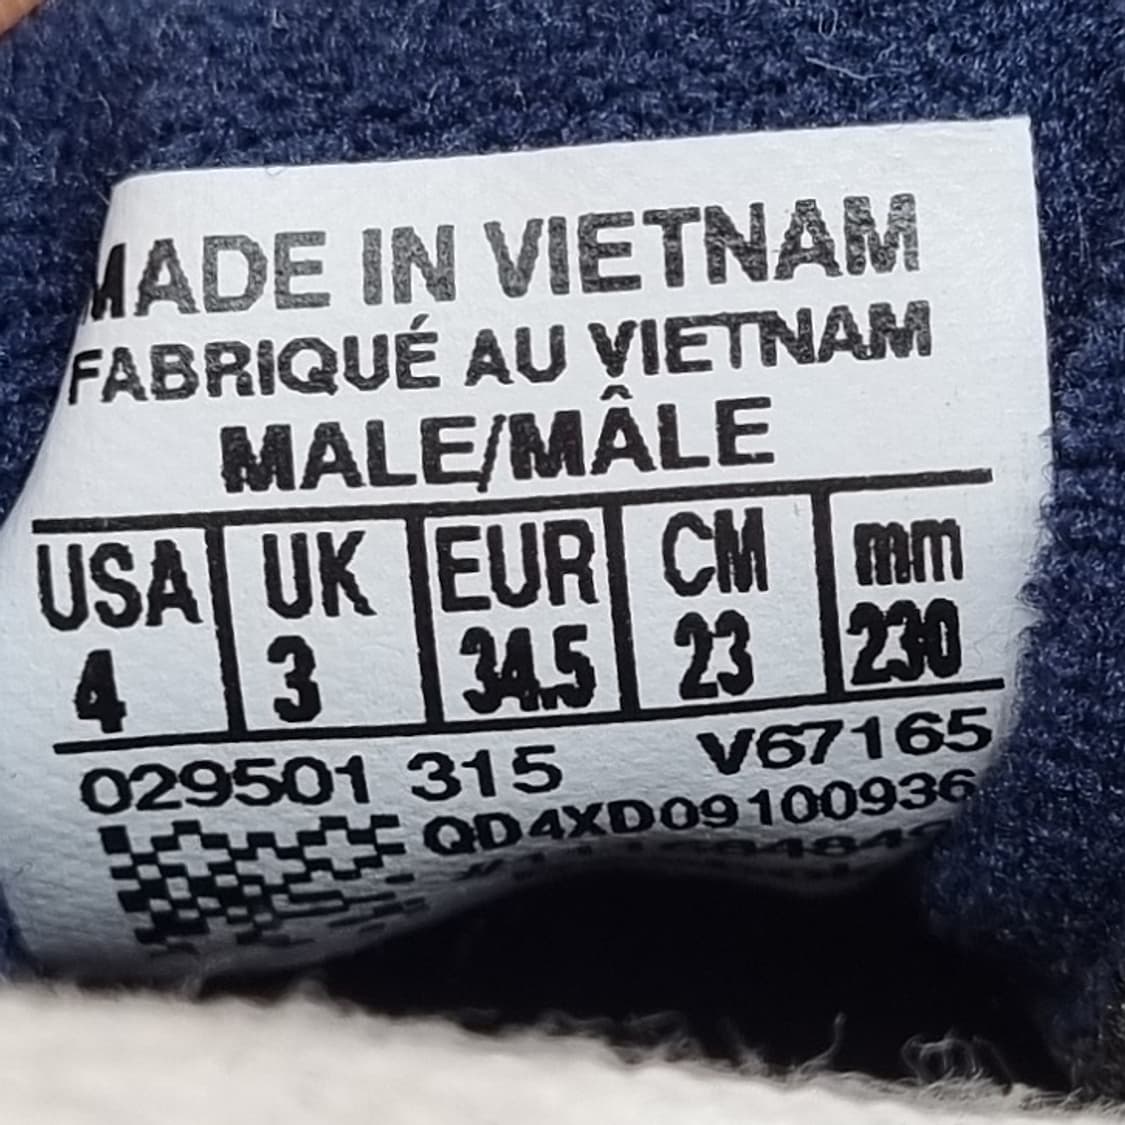 MADE IN VIETNAM
FABRIQUÉ AU VIETNAM
MALE/MÂLE
USA UK EUR CM mm
4 3 34.5 23 230
029501 315 V67165
QD4XD09100936